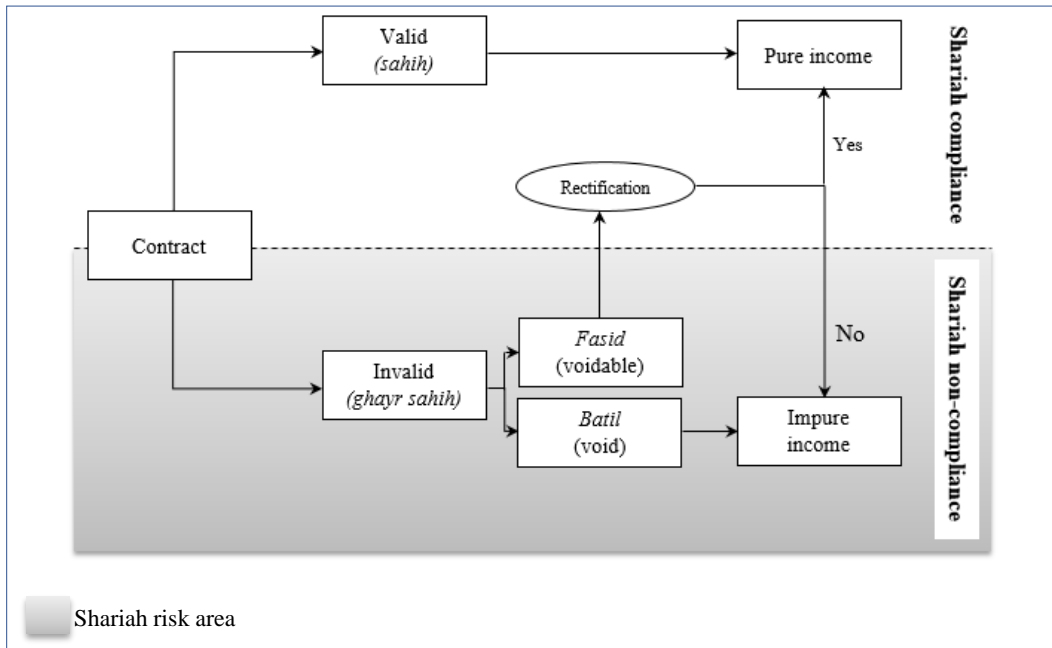 Valid
(sahih)
Pure income
Shariah compliance
Yes
Rectification
Contract
Shariah non-compliance
Fasid
(voidable)
No
Invalid
(ghayr sahih)
Batil
(void)
Impure
income
Shariah risk area